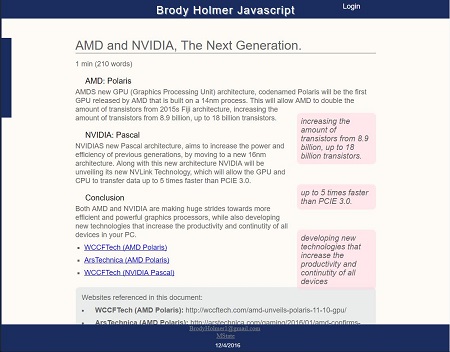 Brody Holmer Javascript
Login
AMD and NVIDIA, The Next Generation.
1 min (210 words)
AMD: Polaris
AMDS new GPU (Graphics Processing Unit) architecture, codenamed Polaris will be the first
GPU released by AMD that is built on a 14nm process. This will allow AMD to double the
amount of transistors from 2015s Fiji architecture, increasing the
amount of transistors from 8.9 billion, up to 18 billion transistors.
increasing the
amount of
transistors from 8.9
billion, up to 18
billion transistors.
NVIDIA: Pascal
NVIDIAS new Pascal architecture, aims to increase the power and
efficiency of previous generations, by moving to a new 16nm
architecture. Along with this new architecture NVIDIA will be
unveiling its new NVLink Technology, which will allow the GPU and
CPU to transfer data up to 5 times faster than PCIE 3.0.
up to 5 times faster
than PCIE 3.0.
Conclusion
Both AMD and NVIDIA are making huge strides towards more
efficient and powerful graphics processors, while also developing
new technologies that increase the productivity and continutity of all
devices in your PC.
developing new
technologies that
increase the
productivity and
continutity of all
devices
WCCFTech (AMD Polaris)
ArsTechnica (AMD Polaris)
WCCFTech (NVIDIA Pascal)
Websites referenced in this document:
WCCFTech (AMD Polaris): http://wccftech.com/amd-unveils-polaris-11-10-gpu/
ArsTechnica (AMD Polaris): http://arstechnica.com/gaming/2016/01/amd-confirms-
BrodyHolmer1@gmail.com
12/4/2016